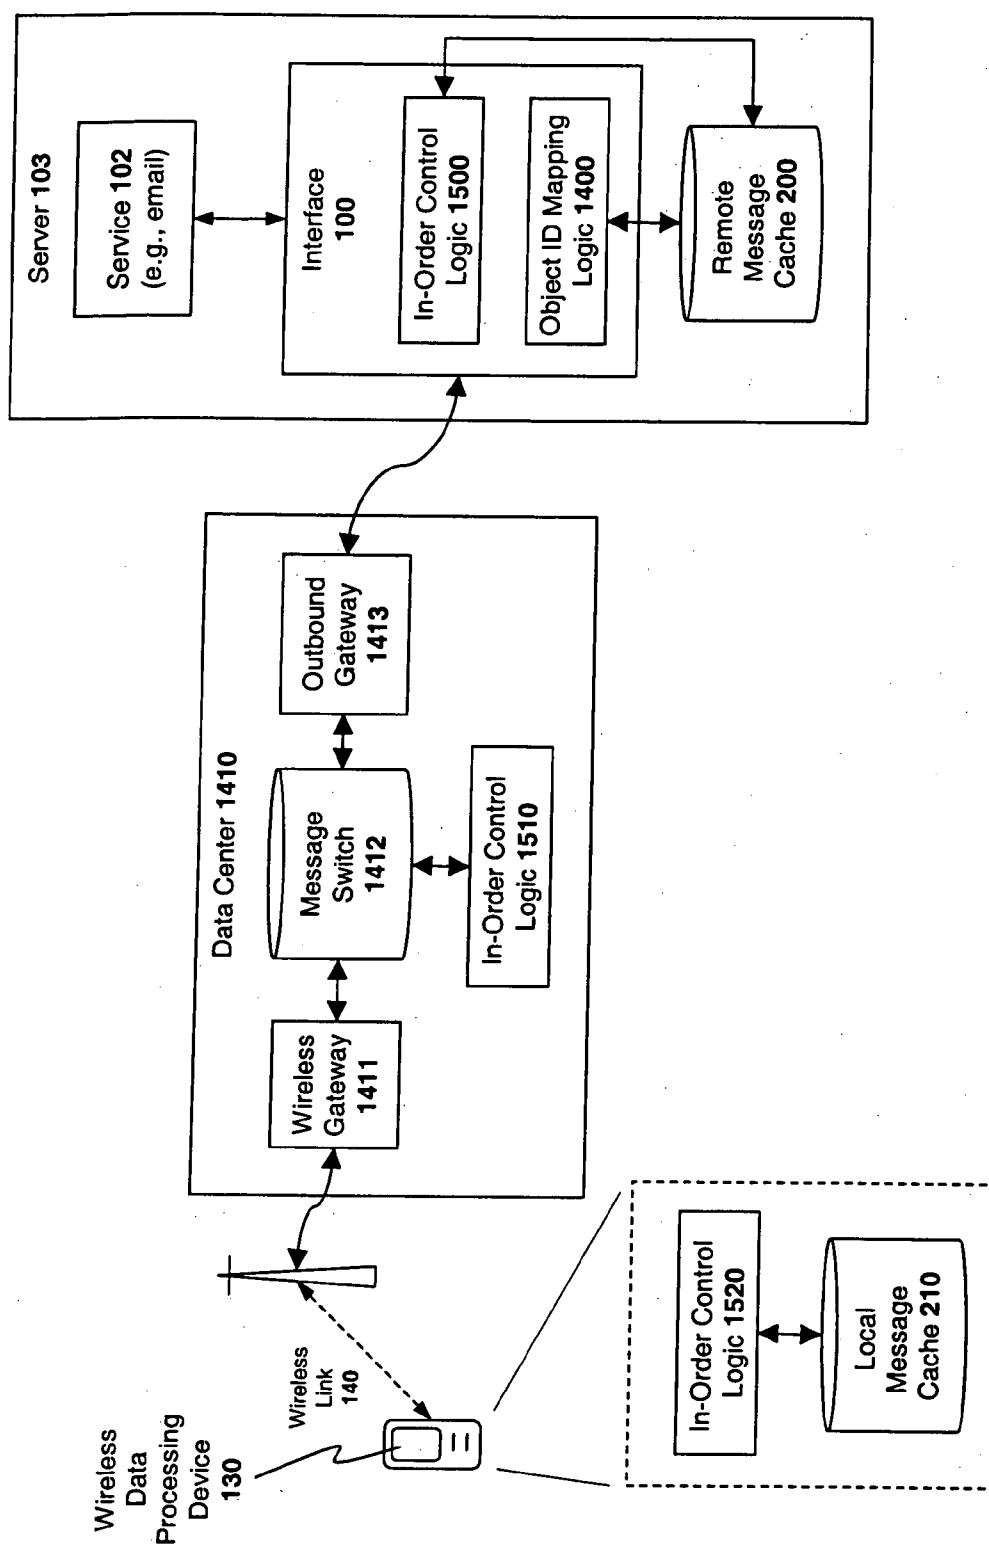 Wireless
Data
Processing
Device
130
Wireless
Link
140
In-Order Control
Logic 1520
Local
Message
Cache 210
Data Center 1410
Wireless
Gateway
1411
Message
Switch
1412
Outbound
Gateway
1413
In-Order Control
Logic 1510
Server 103
Service 102
(e.g., email)
Interface
100
In-Order Control
Logic 1500
Object ID Mapping
Logic 1400
Remote
Message
Cache 200